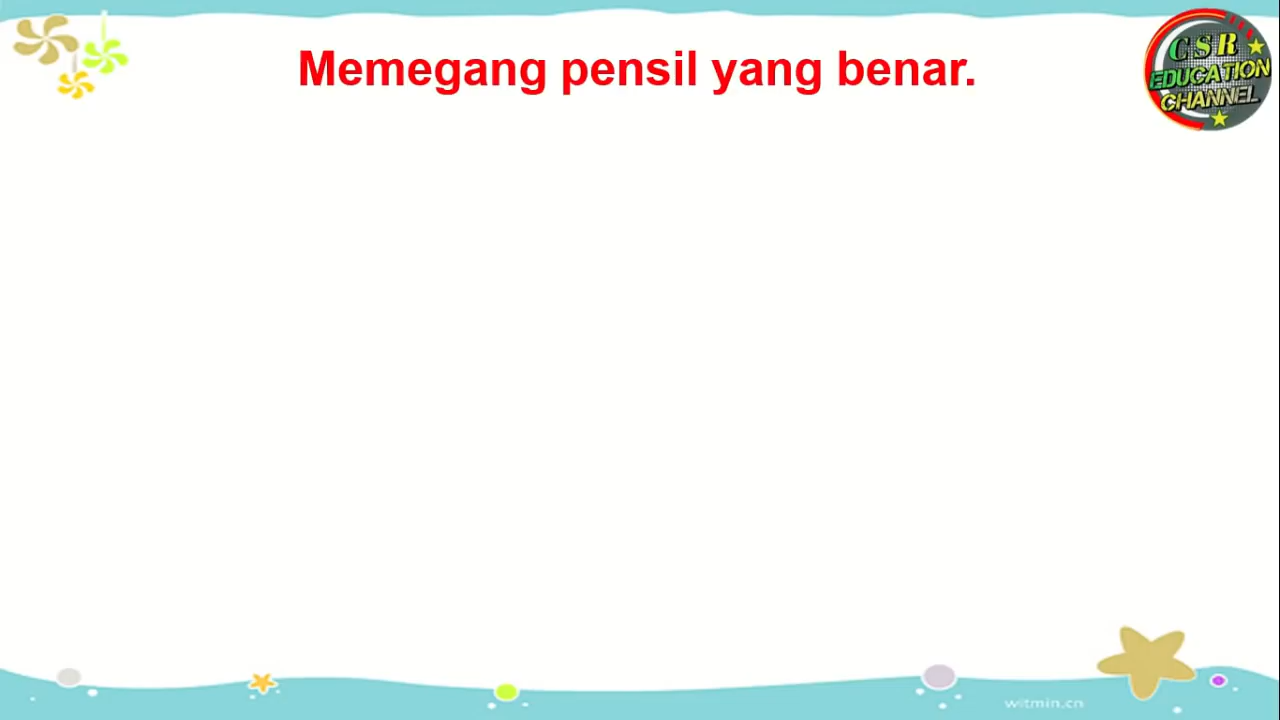 Memegang pensil yang benar.
CSR
EDUCATION
CHANNEL
witmin.cn